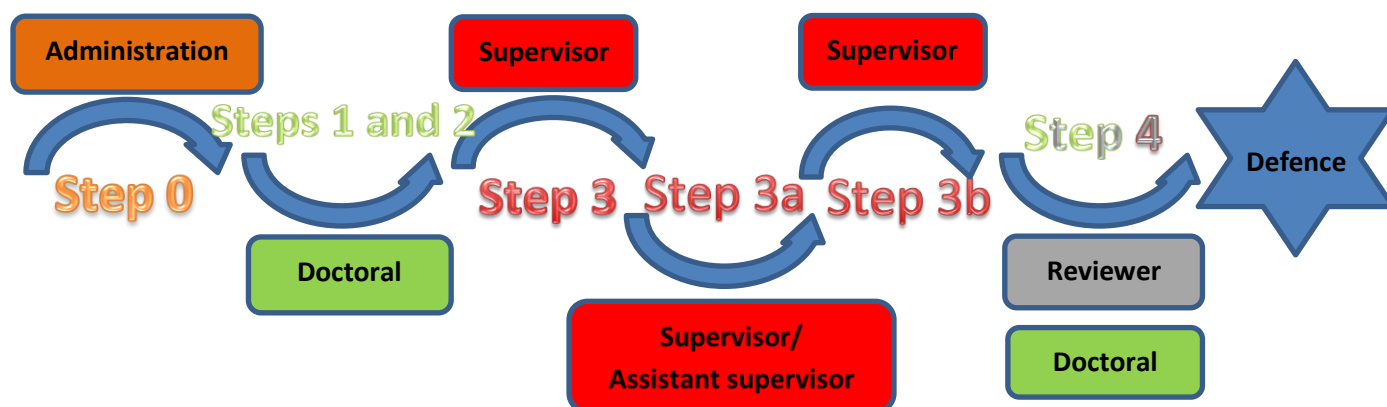 Administration
Supervisor
Supervisor
Steps 1 and 2
Step 4
Defence
Step 0
Step 3
Step 3a
Step 3b
Doctoral
Reviewer
Supervisor/
Assistant supervisor
Doctoral